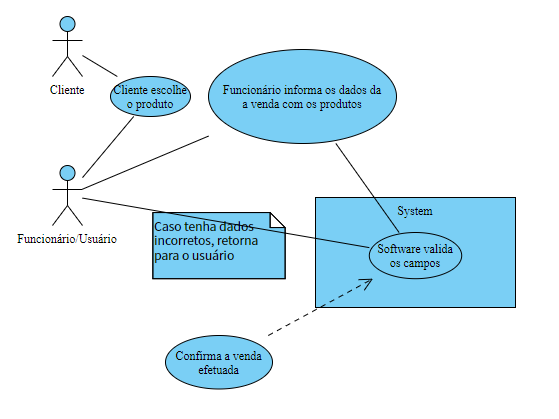 Cliente
Cliente escolhe
o produto
Funcionário informa os dados da
a venda com os produtos
Funcionário/Usuário
Caso tenha dados
incorretos, retorna
para o usuário
System
Software valida
os campos
Confirma a venda
efetuada